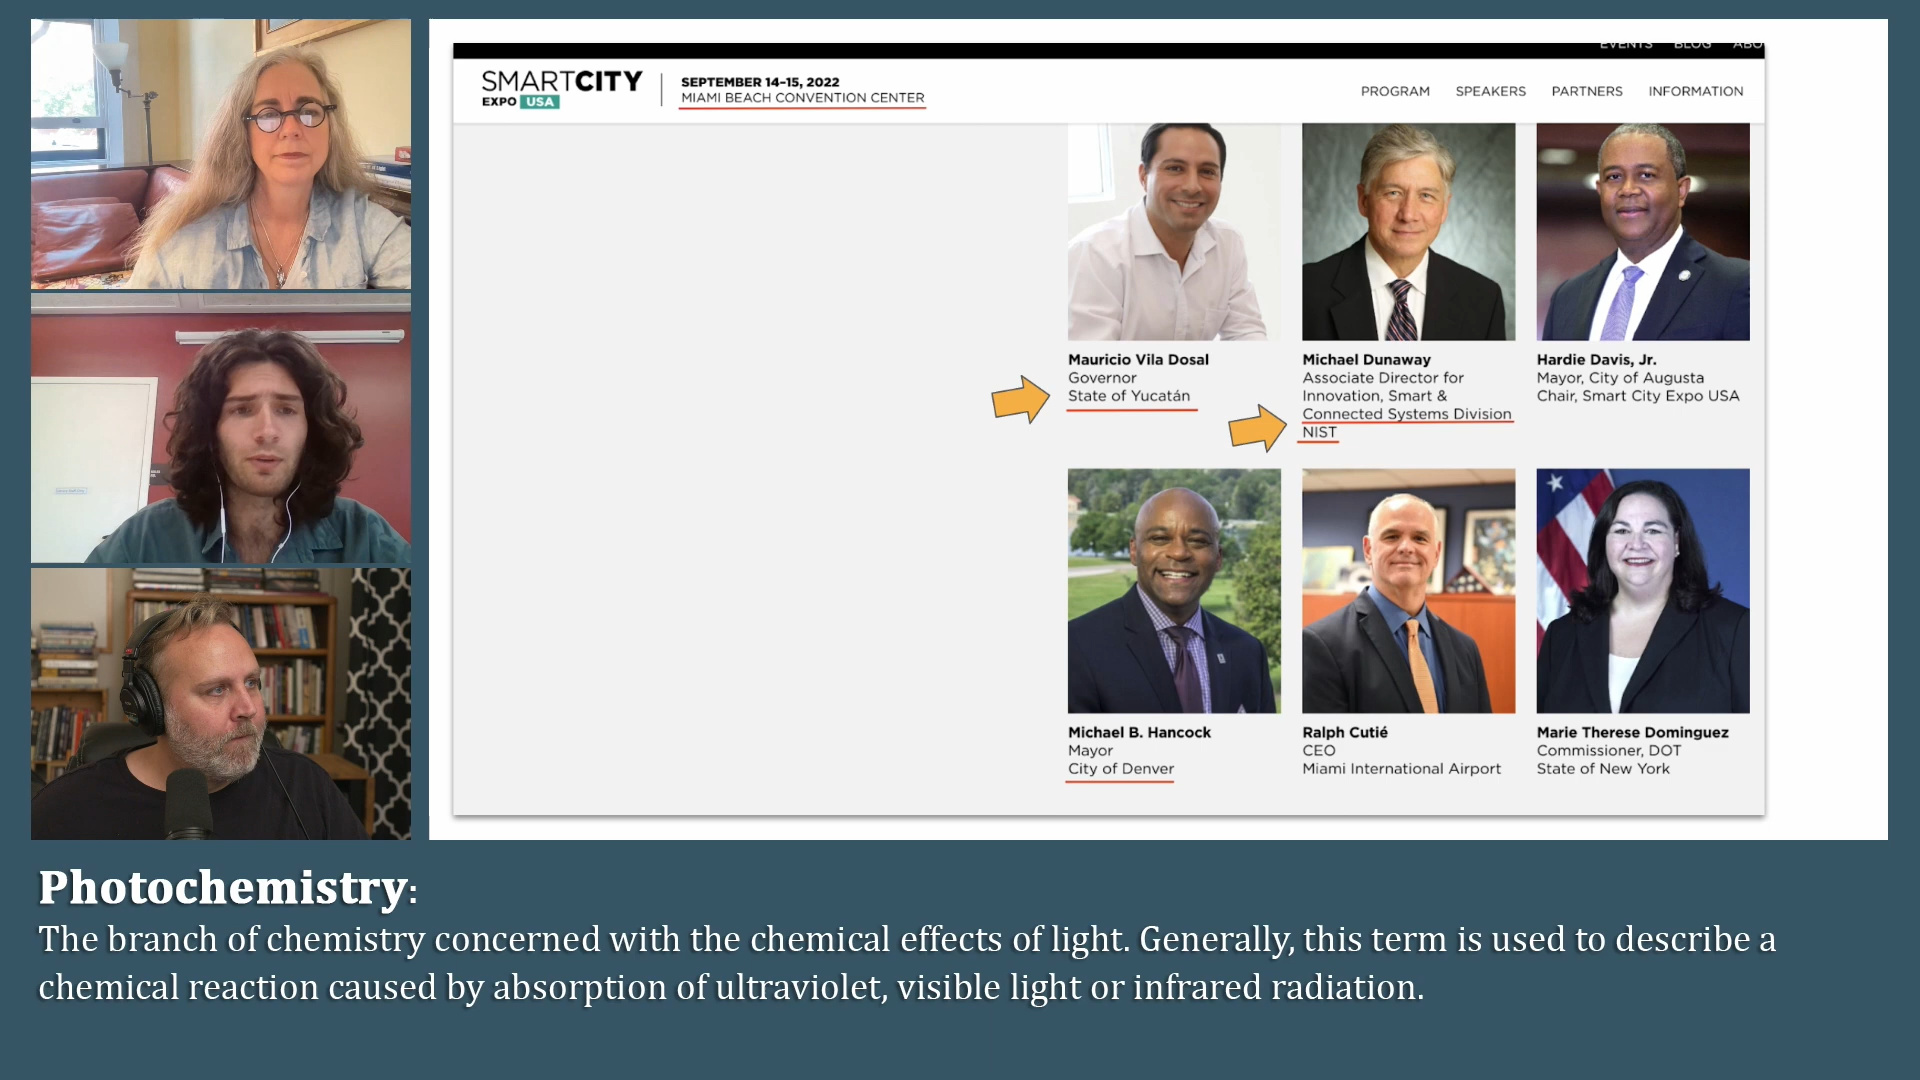 EVENTS BLOG ABO
SMARTCITY
EXPO USA
SEPTEMBER 14-15, 2022
MIAMI BEACH CONVENTION CENTER
PROGRAM SPEAKERS PARTNERS INFORMATION
Mauricio Vila Dosal
Governor
State of Yucatán
Michael Dunaway
Associate Director for
Innovation, Smart &
Connected Systems Division
NIST
Hardie Davis, Jr.
Mayor, City of Augusta
Chair, Smart City Expo USA
Michael B. Hancock
Mayor
City of Denver
Ralph Cutié
CEO
Miami International Airport
Marie Therese Dominguez
Commissioner, DOT
State of New York
Photochemistry:
The branch of chemistry concerned with the chemical effects of light. Generally, this term is used to describe a
chemical reaction caused by absorption of ultraviolet, visible light or infrared radiation.